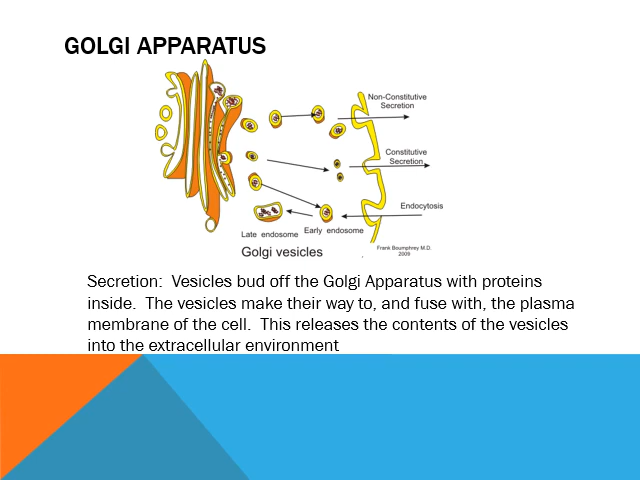 GOLGI APPARATUS
Non-Constitutive
Secretion
Constitutive
Secretion
Endocytosis
Late endosome
Early endosome
Golgi vesicles
Frank Boumphrey M.D.
2009
Secretion:  Vesicles bud off the Golgi Apparatus with proteins
inside.  The vesicles make their way to, and fuse with, the plasma
membrane of the cell.  This releases the contents of the vesicles
into the extracellular environment